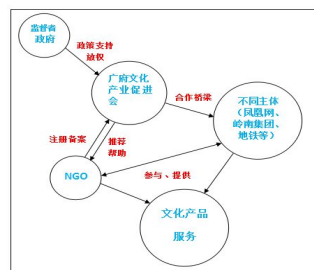 监督者
政府
政策支持
放权
广府文化
产业促进
会
合作桥梁
不同主体
(凤凰网、
岭南集团、
地铁等)
注册备案
推荐
帮助
NGO
参与、提供
文化产品
服务